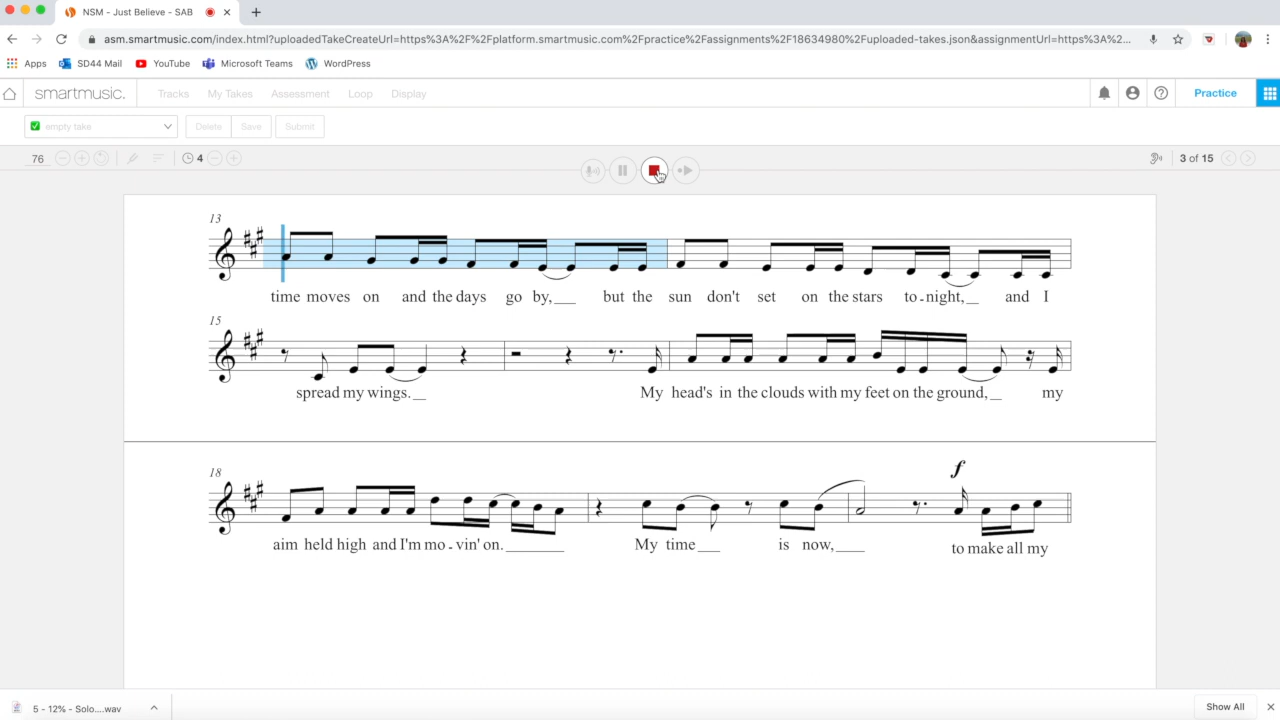 NSM - Just Believe - SAB
asm.smartmusic.com/index.html?uploadedTakeCreateUrl=https%3A%2F%2Fplatform.smartmusic.com%2Fpractice%2Fassignments%2F18634980%2Fuploaded-takes.json&assignmentUrl=https%3A%2...
Apps SD44 Mail YouTube Microsoft Teams WordPress
smartmusic. Tracks My Takes Assessment Loop Display Practice
empty take Delete Save Submit
76 4 3 of 15
13
time moves on and the days go by,___ but the sun don't set on the stars to-night,_ and I
15
spread my wings._ My head's in the clouds with my feet on the ground,_ my
18
f
aim held high and I'm mo-vin' on.______ My time__ is now,___ to make all my
5 - 12% - Solo....wav Show All